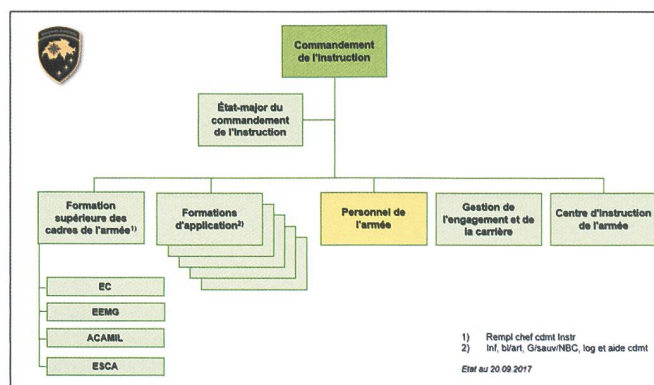 Commandement
de l'Instruction
État-major du
commandement
de l'Instruction
Formation
supérieure des
cadres de l'armée1)
Formations
d'application2)
Personnel de
l'armée
Gestion de
l'engagement et de
la carrière
Centre d'Instruction
de l'armée
EC
EEMG
ACAMIL
ESCA
1) Rempl chef cdmt Instr
2) Inf, bl/art, G/sauv/NBC, log et aide cdmt
Etat au 20.09.2017